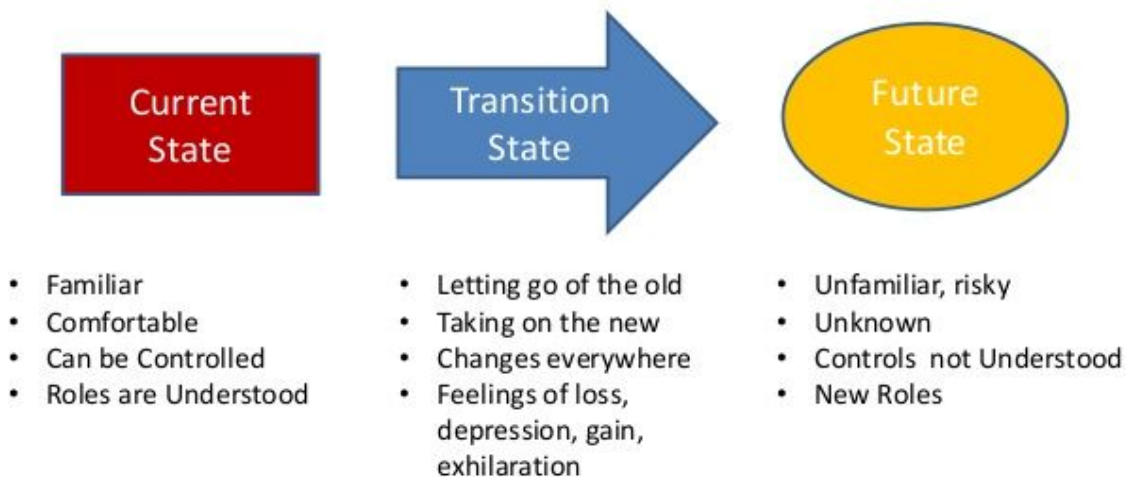 Current
State
Transition
State
Future
State
• Familiar
• Comfortable
• Can be Controlled
• Roles are Understood
• Letting go of the old
• Taking on the new
• Changes everywhere
• Feelings of loss,
depression, gain,
exhilaration
• Unfamiliar, risky
• Unknown
• Controls not Understood
• New Roles